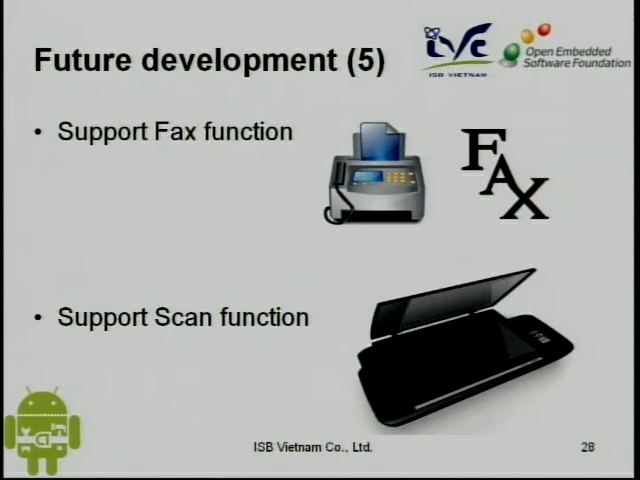 Future development (5)
IVC
ISB VIETNAM
Open Embedded
Software Foundation
• Support Fax function
FAX
• Support Scan function
ISB Vietnam Co., Ltd.
28